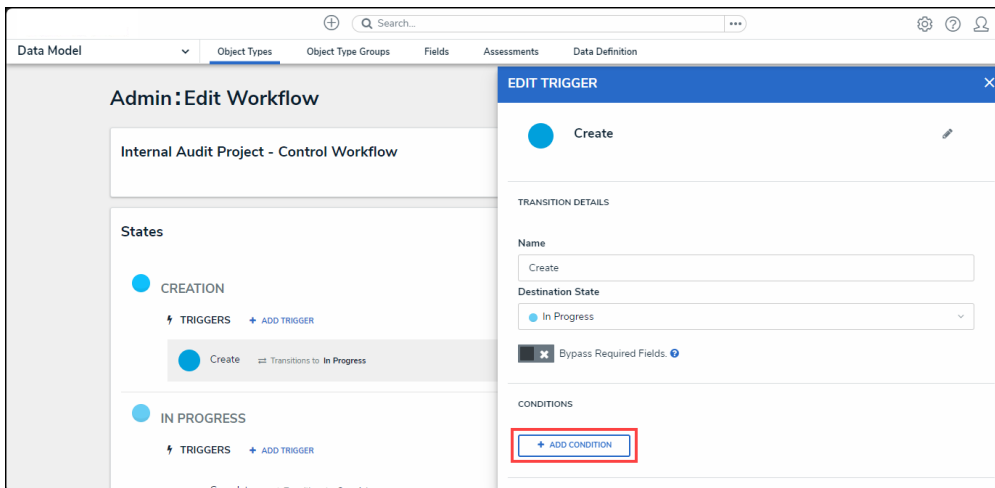 Search...
Data Model
Object Types
Object Type Groups
Fields
Assessments
Data Definition
Admin:Edit Workflow
Internal Audit Project - Control Workflow
States
CREATION
TRIGGERS + ADD TRIGGER
Create Transitions to In Progress
IN PROGRESS
TRIGGERS + ADD TRIGGER
EDIT TRIGGER
Create
TRANSITION DETAILS
Name
Create
Destination State
In Progress
Bypass Required Fields.
CONDITIONS
+ ADD CONDITION